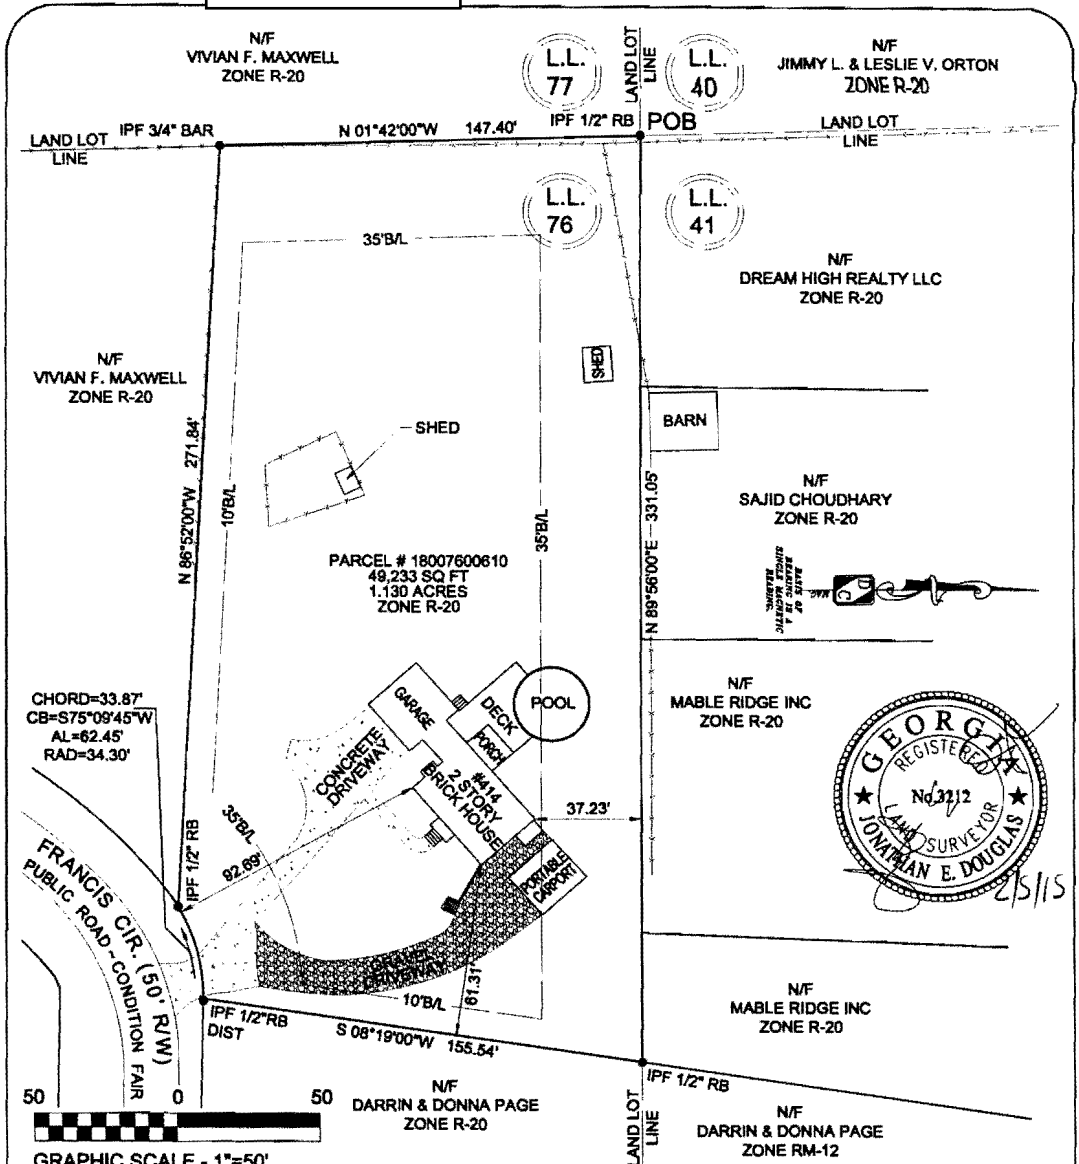 N/F
VIVIAN F. MAXWELL
ZONE R-20
L.L.
77
LAND LOT
LINE
L.L.
40
N/F
JIMMY L. & LESLIE V. ORTON
ZONE R-20
LAND LOT
LINE
IPF 3/4" BAR
N 01°42'00"W 147.40'
IPF 1/2" RB
POB
LAND LOT
LINE
L.L.
76
L.L.
41
35'B/L
N/F
DREAM HIGH REALTY LLC
ZONE R-20
N/F
VIVIAN F. MAXWELL
ZONE R-20
SHED
BARN
SHED
N 86°52'00"W 271.84'
10'B/L
35'B/L
N 89°56'00"E 331.05'
N/F
SAJID CHOUDHARY
ZONE R-20
PARCEL # 18007600610
49,233 SQ FT
1.130 ACRES
ZONE R-20
BASIS OF
BEARING IS A
SINGLE MAGNETIC
BEARING.
MAG
D
C
CHORD=33.87'
CB=S75°09'45"W
AL=62.45'
RAD=34.30'
GARAGE
DECK
POOL
PORCH
CONCRETE
DRIVEWAY
#414
2 STORY
BRICK HOUSE
N/F
MABLE RIDGE INC
ZONE R-20
GEORGIA
REGISTERED
No.3212
LAND SURVEYOR
JONATHAN E. DOUGLAS
2/5/15
37.23'
35'B/L
92.69'
IPF 1/2" RB
PORTABLE
CARPORT
FRANCIS CIR. (50' R/W)
PUBLIC ROAD~CONDITION FAIR
GRAVEL
DRIVEWAY
61.31'
10'B/L
IPF 1/2"RB
DIST
S 08°19'00"W 155.54'
N/F
MABLE RIDGE INC
ZONE R-20
IPF 1/2" RB
50 0 50
N/F
DARRIN & DONNA PAGE
ZONE R-20
LAND LOT
LINE
N/F
DARRIN & DONNA PAGE
ZONE RM-12
GRAPHIC SCALE - 1"=50'